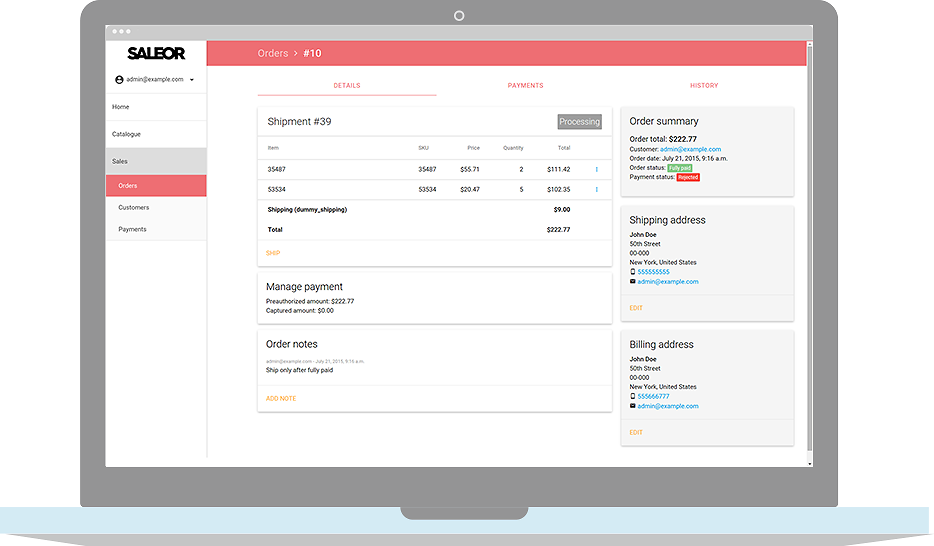 SALEOR
admin@example.com
Home
Catalogue
Sales
Orders
Customers
Payments
Orders > #10
DETAILS PAYMENTS HISTORY
Shipment #39 Processing
Item SKU Price Quantity Total
35487 35487 $55.71 2 $111.42
53534 53534 $20.47 5 $102.35
Shipping (dummy_shipping) $9.00
Total $222.77
SHIP
Manage payment
Preauthorized amount: $222.77
Captured amount: $0.00
Order notes
admin@example.com - July 21, 2015, 9:16 a.m.
Ship only after fully paid
ADD NOTE
Order summary
Order total: $222.77
Customer: admin@example.com
Order date: July 21, 2015, 9:16 a.m.
Order status: Fully paid
Payment status: Rejected
Shipping address
John Doe
50th Street
00-000
New York, United States
555555555
admin@example.com
EDIT
Billing address
John Doe
50th Street
00-000
New York, United States
555666777
admin@example.com
EDIT